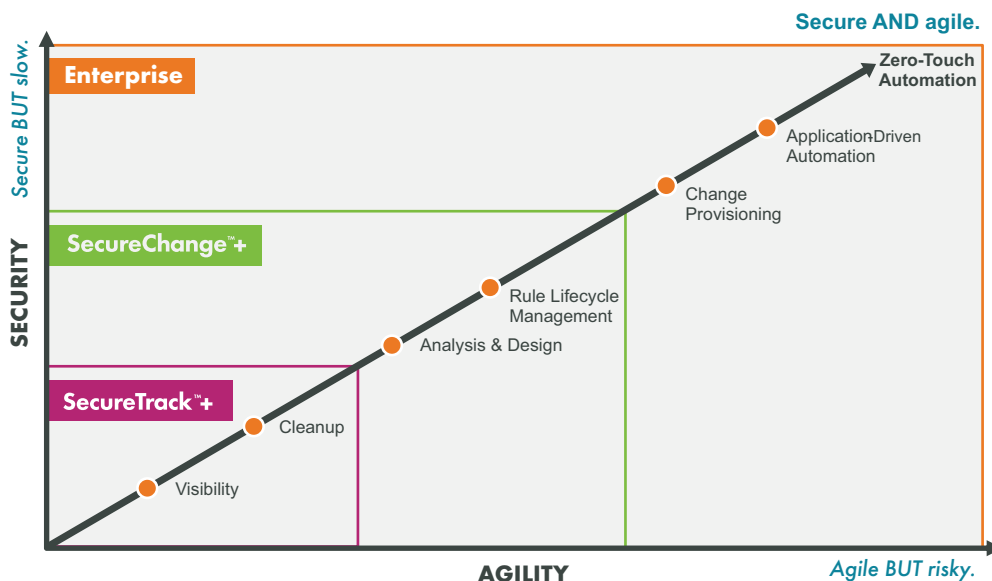 Secure AND agile.
Secure BUT slow.
Enterprise
Zero-Touch
Automation
Application-Driven
Automation
Change
Provisioning
SecureChange™+
SECURITY
Rule Lifecycle
Management
Analysis & Design
SecureTrack™+
Cleanup
Visibility
AGILITY
Agile BUT risky.